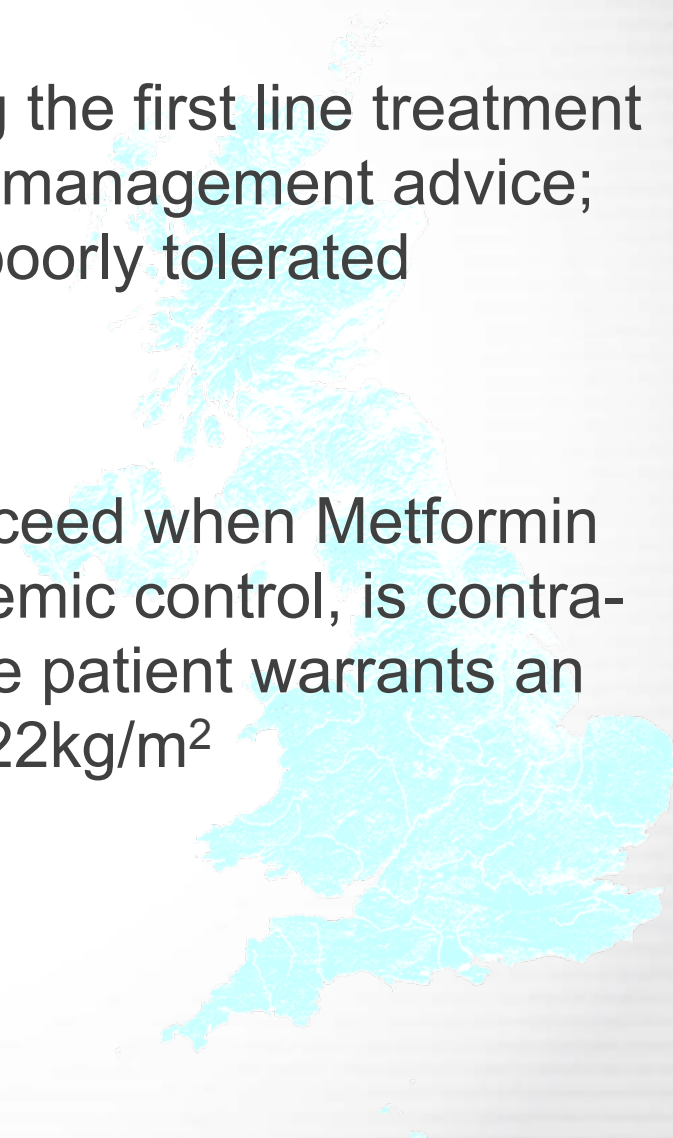 g the first line treatment
management advice;
poorly tolerated
ceed when Metformin
emic control, is contra-
e patient warrants an
22kg/m²